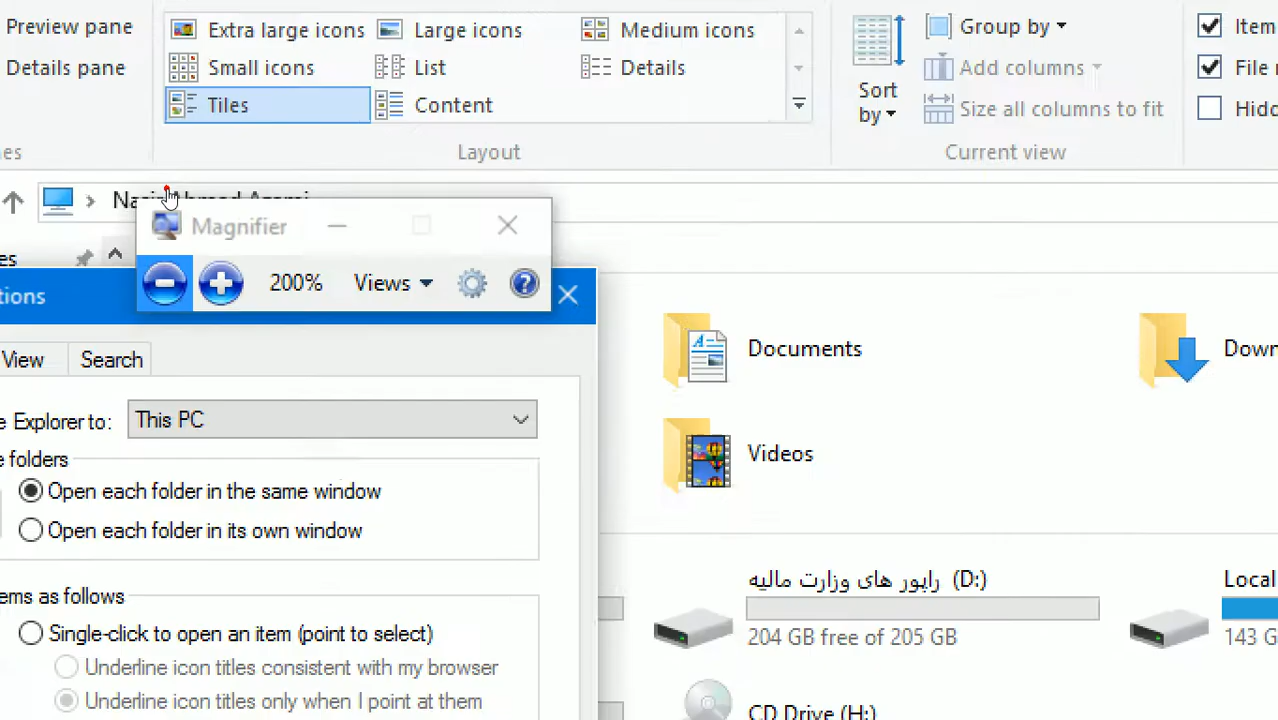 Preview pane
Extra large icons
Large icons
Medium icons
Group by
Item
Details pane
Small icons
List
Details
Sort by
Add columns
File
Tiles
Content
Size all columns to fit
Layout
Current view
Magnifier
200%
Views
View
Search
Explorer to:
This PC
folders
Open each folder in the same window
Open each folder in its own window
as follows
Single-click to open an item (point to select)
Underline icon titles consistent with my browser
Underline icon titles only when I point at them
Documents
Videos
راپور های وزارت مالیه (D:)
204 GB free of 205 GB
Local
143 G
CD Drive (H:)